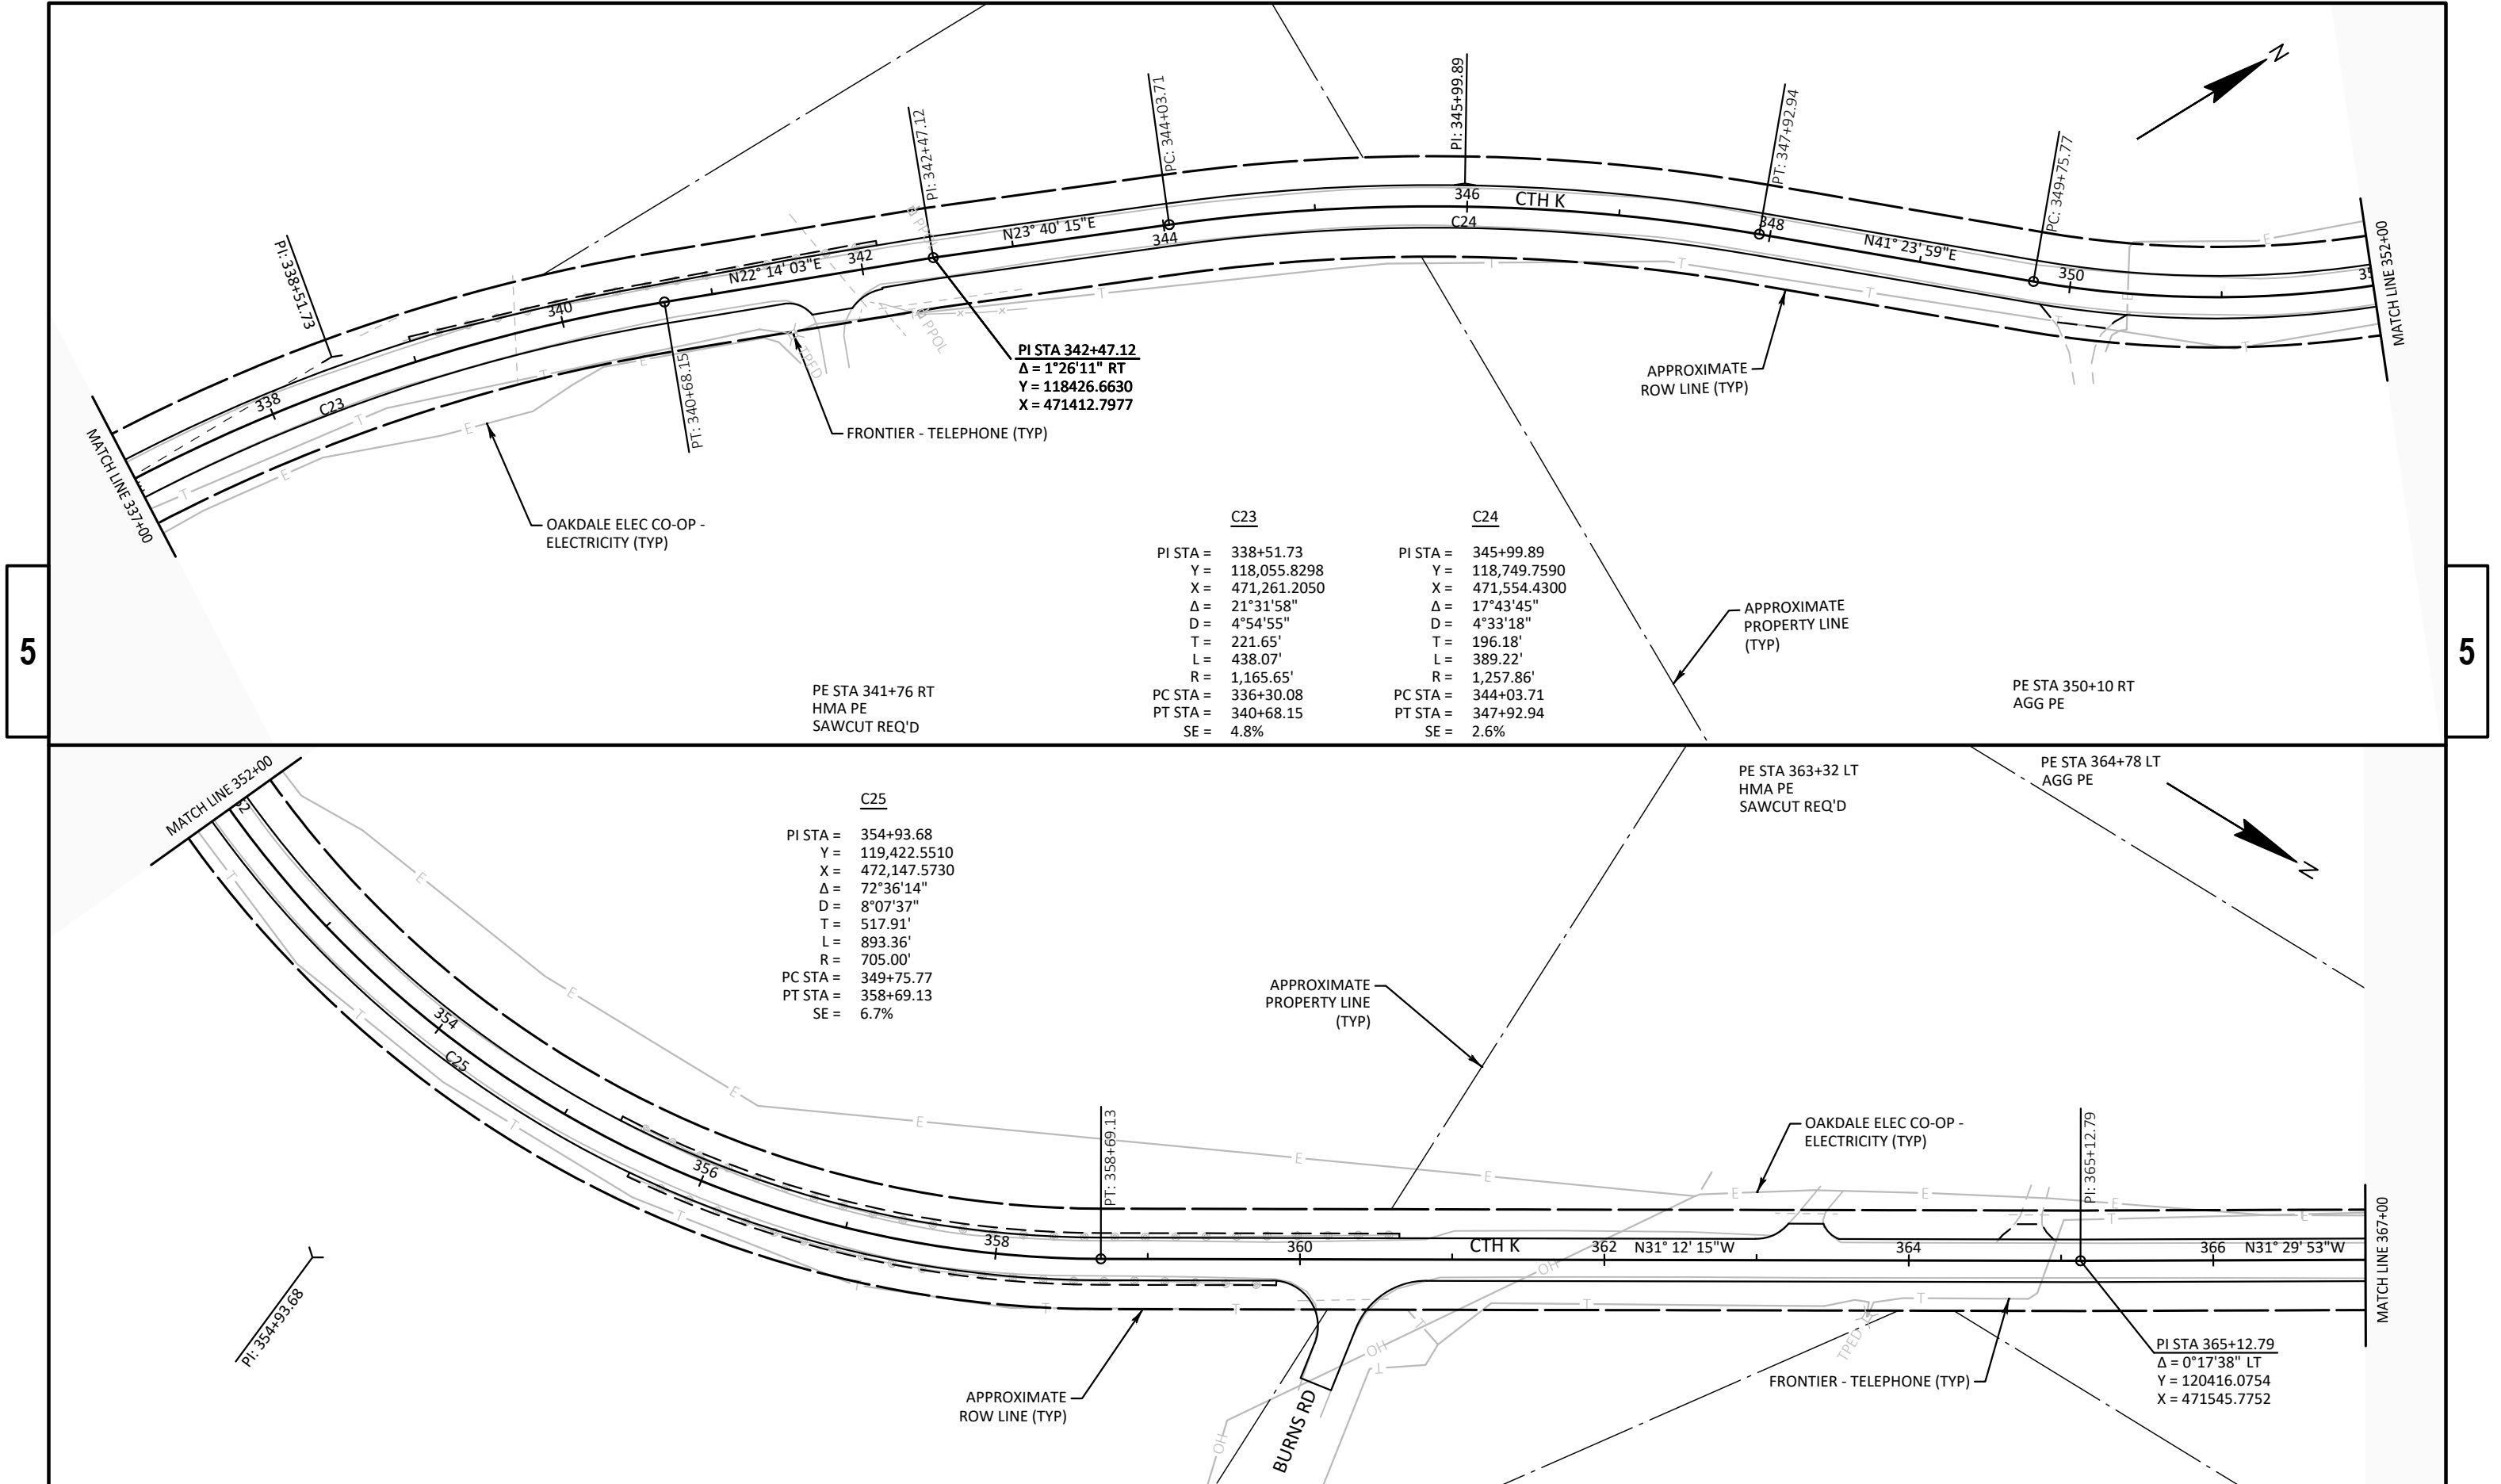 N
PI: 338+51.73
PI: 342+47.12
PC: 344+03.71
PI: 345+99.89
PT: 347+92.94
PC: 349+75.77
PT: 340+68.15
MATCH LINE 337+00
MATCH LINE 352+00
338
C23
340
N22° 14' 03"E
342
N23° 40' 15"E
344
346
CTH K
C24
348
N41° 23' 59"E
350
35
PPOL
TPED
T
T
T
T
T
T
T
E
E
E
E
E
PI STA 342+47.12
Δ = 1°26'11" RT
Y = 118426.6630
X = 471412.7977
FRONTIER - TELEPHONE (TYP)
OAKDALE ELEC CO-OP -
ELECTRICITY (TYP)
APPROXIMATE
ROW LINE (TYP)
APPROXIMATE
PROPERTY LINE
(TYP)
C23
PI STA = 338+51.73
Y = 118,055.8298
X = 471,261.2050
Δ = 21°31'58"
D = 4°54'55"
T = 221.65'
L = 438.07'
R = 1,165.65'
PC STA = 336+30.08
PT STA = 340+68.15
SE = 4.8%
C24
PI STA = 345+99.89
Y = 118,749.7590
X = 471,554.4300
Δ = 17°43'45"
D = 4°33'18"
T = 196.18'
L = 389.22'
R = 1,257.86'
PC STA = 344+03.71
PT STA = 347+92.94
SE = 2.6%
PE STA 341+76 RT
HMA PE
SAWCUT REQ'D
PE STA 350+10 RT
AGG PE
5
5
MATCH LINE 352+00
C25
PI STA = 354+93.68
Y = 119,422.5510
X = 472,147.5730
Δ = 72°36'14"
D = 8°07'37"
T = 517.91'
L = 893.36'
R = 705.00'
PC STA = 349+75.77
PT STA = 358+69.13
SE = 6.7%
PE STA 363+32 LT
HMA PE
SAWCUT REQ'D
PE STA 364+78 LT
AGG PE
N
APPROXIMATE
PROPERTY LINE
(TYP)
354
C25
356
358
PT: 358+69.13
360
CTH K
362
N31° 12' 15"W
364
PI: 365+12.79
366
N31° 29' 53"W
MATCH LINE 367+00
OAKDALE ELEC CO-OP -
ELECTRICITY (TYP)
E
E
E
E
E
E
E
E
E
E
T
T
T
T
T
T
T
T
T
T
OH
OH
OH
TPED
PI: 354+93.68
APPROXIMATE
ROW LINE (TYP)
BURNS RD
FRONTIER - TELEPHONE (TYP)
PI STA 365+12.79
Δ = 0°17'38" LT
Y = 120416.0754
X = 471545.7752